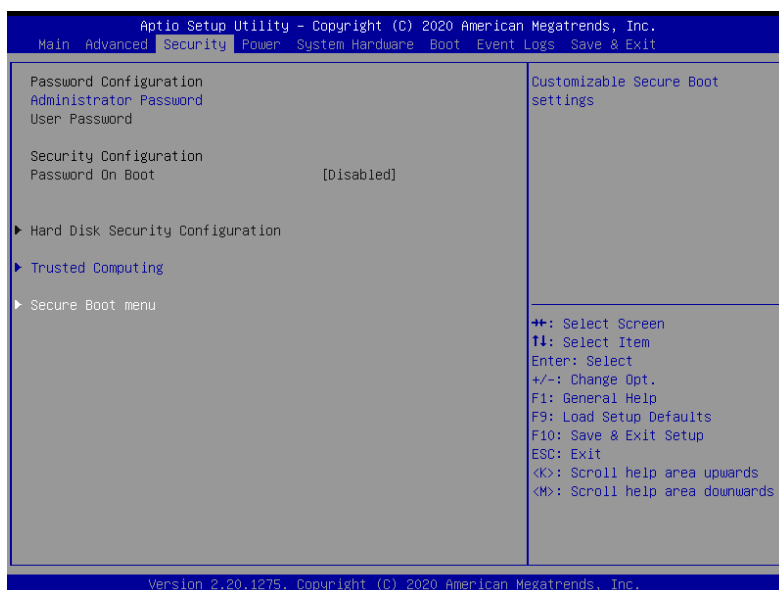 Aptio Setup Utility – Copyright (C) 2020 American Megatrends, Inc.
Main Advanced Security Power System Hardware Boot Event Logs Save & Exit
Password Configuration
Administrator Password
User Password
Security Configuration
Password On Boot [Disabled]
Hard Disk Security Configuration
Trusted Computing
Secure Boot menu
Customizable Secure Boot
settings
→←: Select Screen
↑↓: Select Item
Enter: Select
+/-: Change Opt.
F1: General Help
F9: Load Setup Defaults
F10: Save & Exit Setup
ESC: Exit
<K>: Scroll help area upwards
<M>: Scroll help area downwards
Version 2.20.1275. Copyright (C) 2020 American Megatrends, Inc.